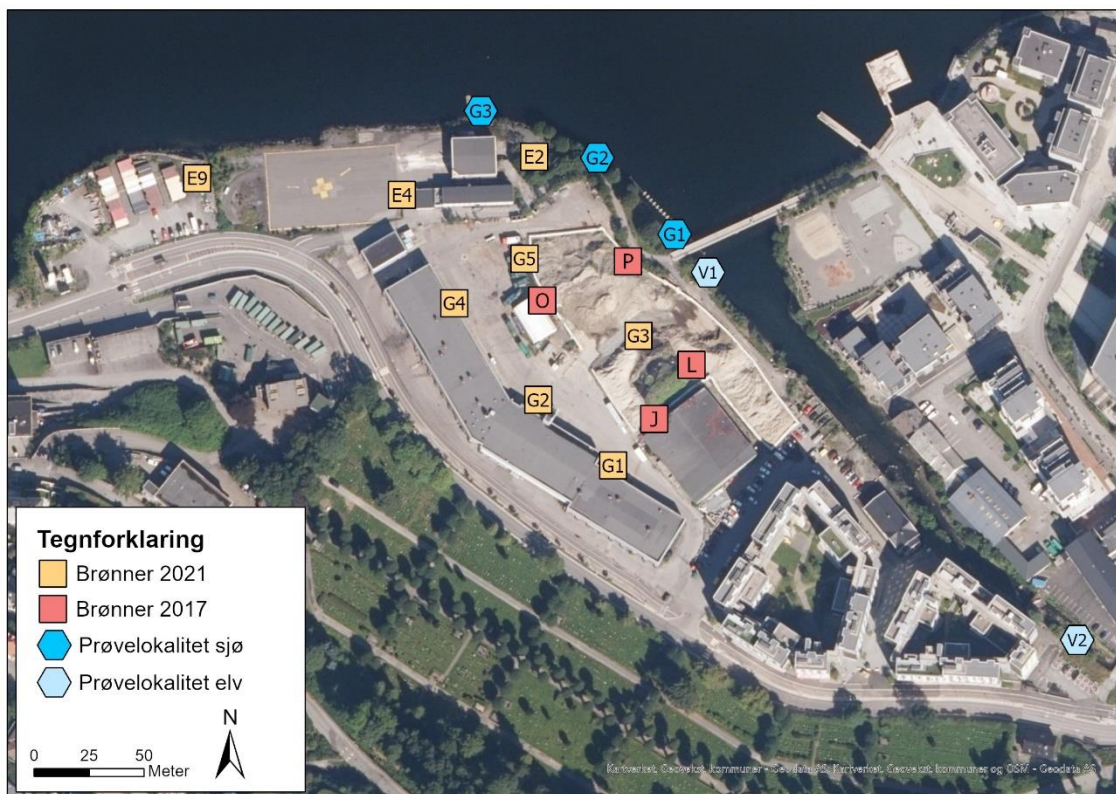 G3
E2
G2
E9
E4
G1
G5
P
V1
O
G4
G3
L
G2
J
G1
V2
Tegnforklaring
Brønner 2021
Brønner 2017
Prøvelokalitet sjø
Prøvelokalitet elv
N
0 25 50
Meter
Kartverket, Geovekst, kommuner - Geodata AS, Kartverket, Geovekst, kommuner og OSM - Geodata AS